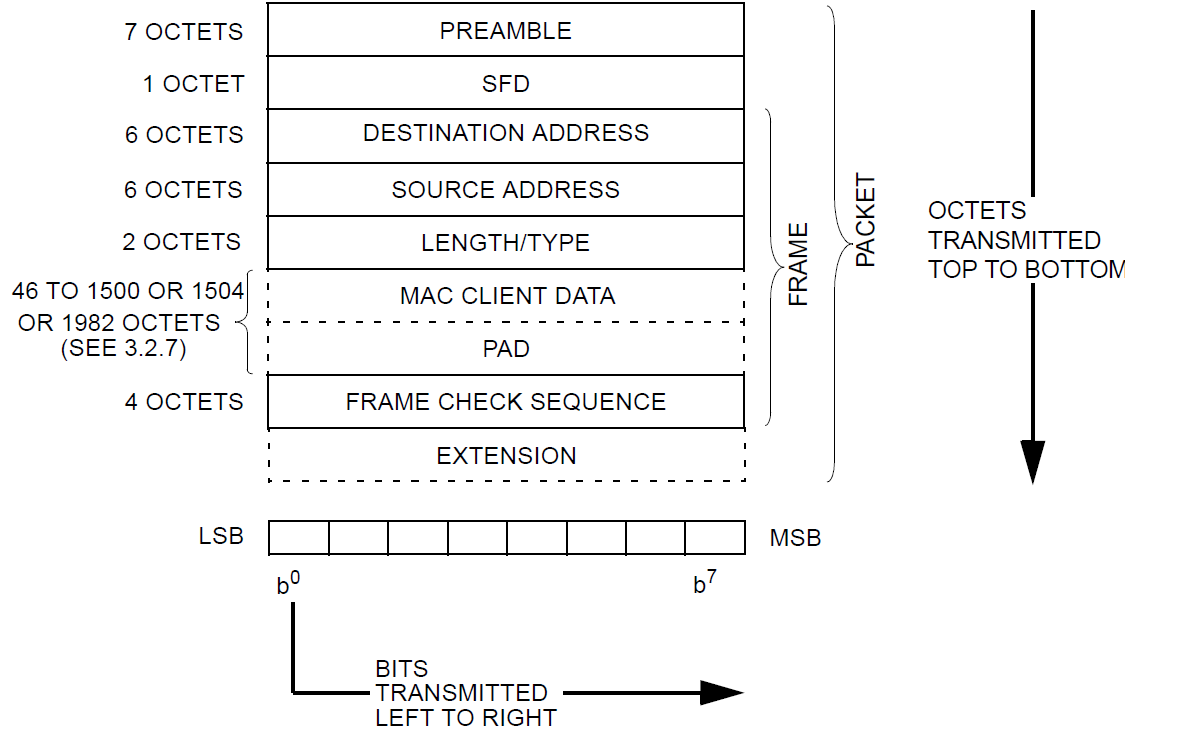 7 OCTETS PREAMBLE
1 OCTET SFD
6 OCTETS DESTINATION ADDRESS
6 OCTETS SOURCE ADDRESS
2 OCTETS LENGTH/TYPE
46 TO 1500 OR 1504
OR 1982 OCTETS
(SEE 3.2.7)
MAC CLIENT DATA
PAD
4 OCTETS FRAME CHECK SEQUENCE
EXTENSION
FRAME
PACKET
OCTETS
TRANSMITTED
TOP TO BOTTOM
LSB MSB
b0 b7
BITS
TRANSMITTED
LEFT TO RIGHT